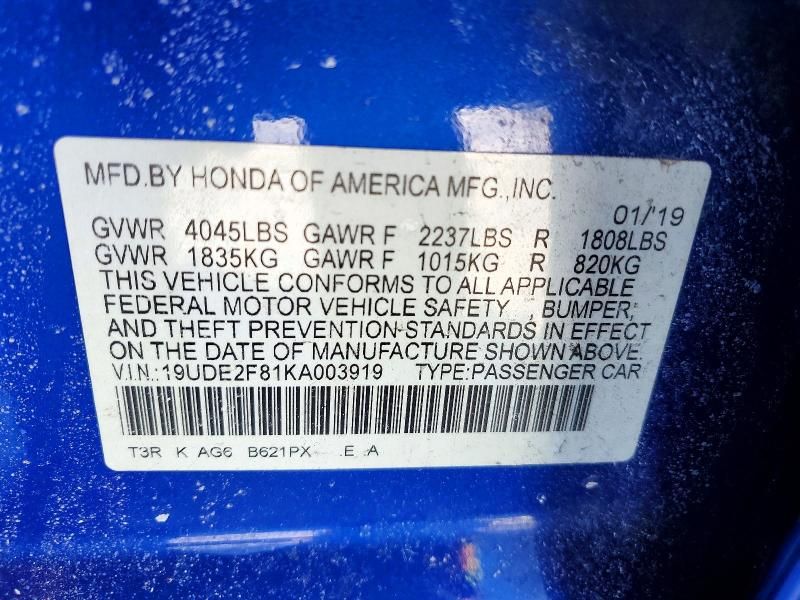 MFD.BY HONDA OF AMERICA MFG.,INC.
01/'19
GVWR 4045LBS GAWR F 2237LBS R 1808LBS
GVWR 1835KG GAWR F 1015KG R 820KG
THIS VEHICLE CONFORMS TO ALL APPLICABLE
FEDERAL MOTOR VEHICLE SAFETY , BUMPER,
AND THEFT PREVENTION STANDARDS IN EFFECT
ON THE DATE OF MANUFACTURE SHOWN ABOVE.
V.I.N.:19UDE2F81KA003919 TYPE:PASSENGER CAR
T3R K AG6 B621PX .E A